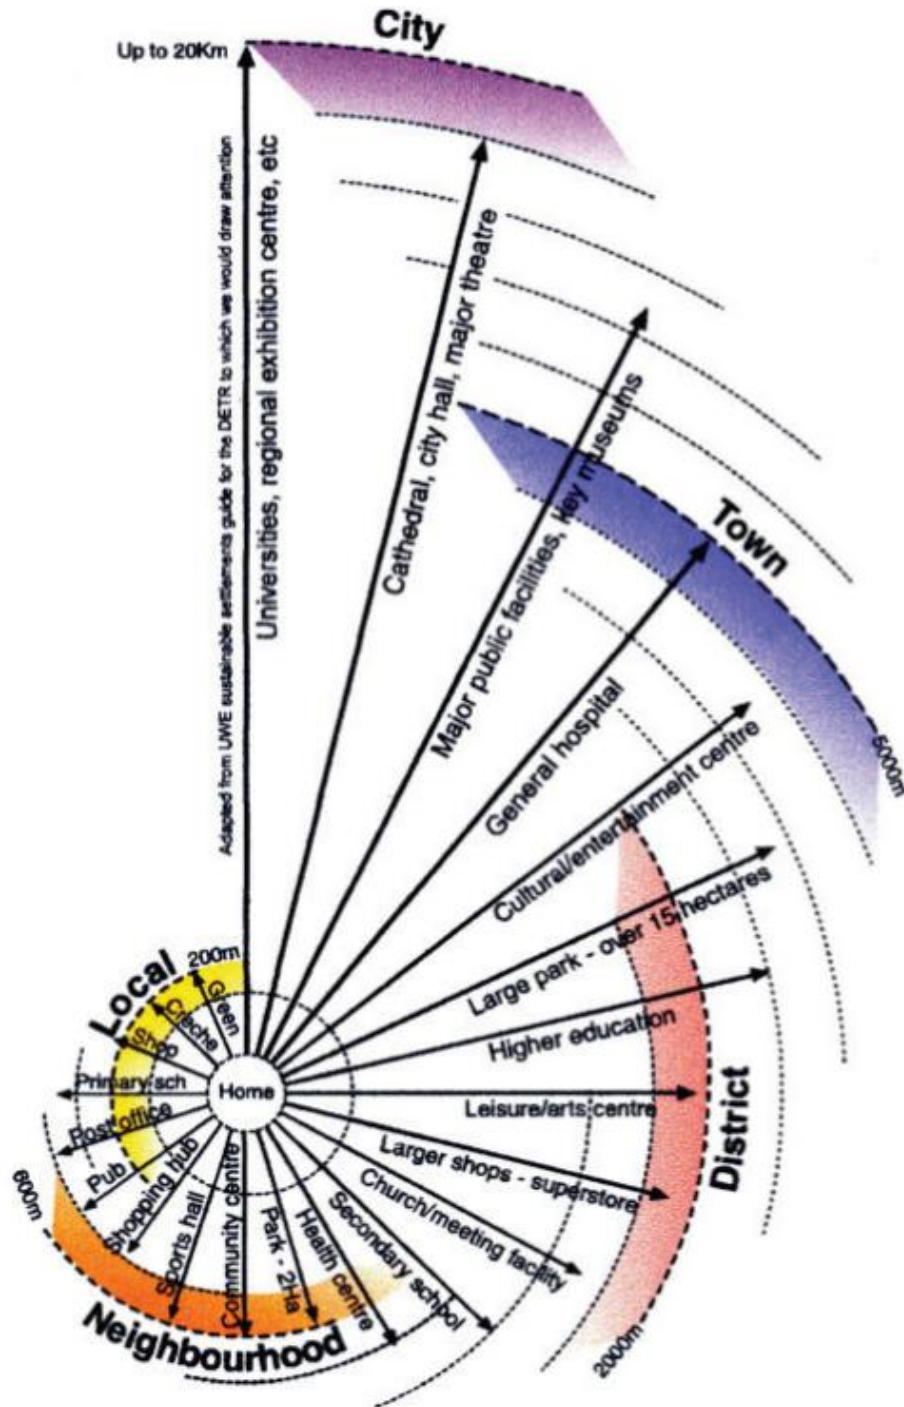 City
Up to 20Km
Adapted from UWE sustainable settlements guide for the DETR to which we would draw attention
Universities, regional exhibition centre, etc
Cathedral, city hall, major theatre
Major public facilities, key museums
Town
General hospital
5000m
Cultural/entertainment centre
Large park - over 15 hectares
Higher education
Leisure/arts centre
District
Larger shops - superstore
Church/meeting facility
2000m
Secondary school
Health centre
Park - 2Ha
Community centre
Sports hall
Shopping hub
Neighbourhood
600m
Pub
Post office
Primary sch
Shop
Creche
Green
200m
Local
Home